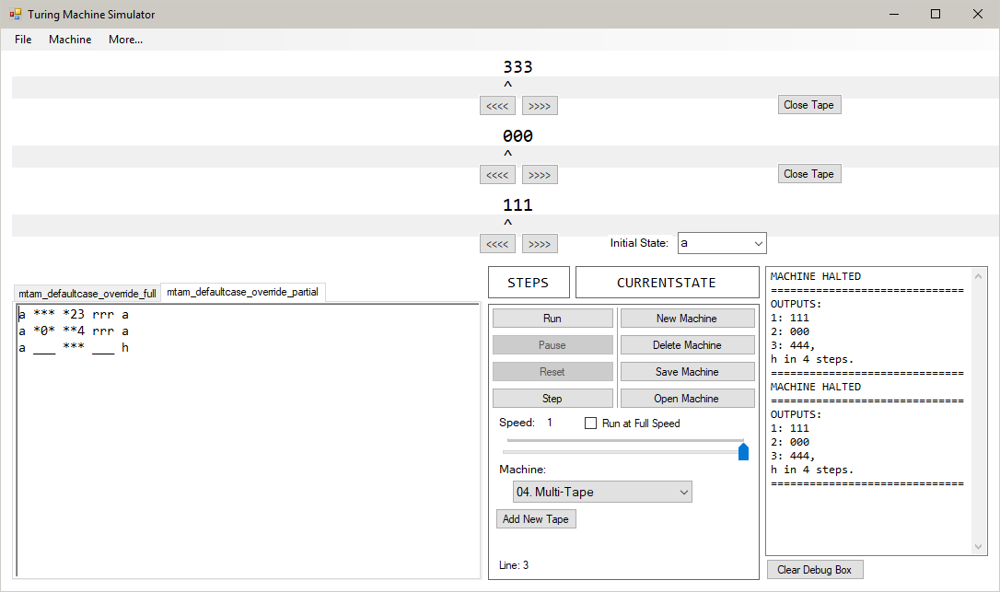 Turing Machine Simulator
File Machine More...
333
^
<<<< >>>> Close Tape
000
^
<<<< >>>> Close Tape
111
^
<<<< >>>> Initial State: a
mtam_defaultcase_override_full mtam_defaultcase_override_partial
a *** *23 rrr a
a *0* **4 rrr a
a ___ *** ___ h
STEPS CURRENTSTATE
Run New Machine
Pause Delete Machine
Reset Save Machine
Step Open Machine
Speed: 1 Run at Full Speed
Machine:
04. Multi-Tape
Add New Tape
Line: 3
MACHINE HALTED
==============================
OUTPUTS:
1: 111
2: 000
3: 444,
h in 4 steps.
==============================
MACHINE HALTED
==============================
OUTPUTS:
1: 111
2: 000
3: 444,
h in 4 steps.
==============================
Clear Debug Box